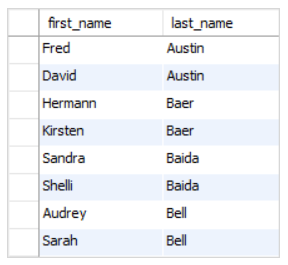 first_name last_name
Fred Austin
David Austin
Hermann Baer
Kirsten Baer
Sandra Baida
Shelli Baida
Audrey Bell
Sarah Bell